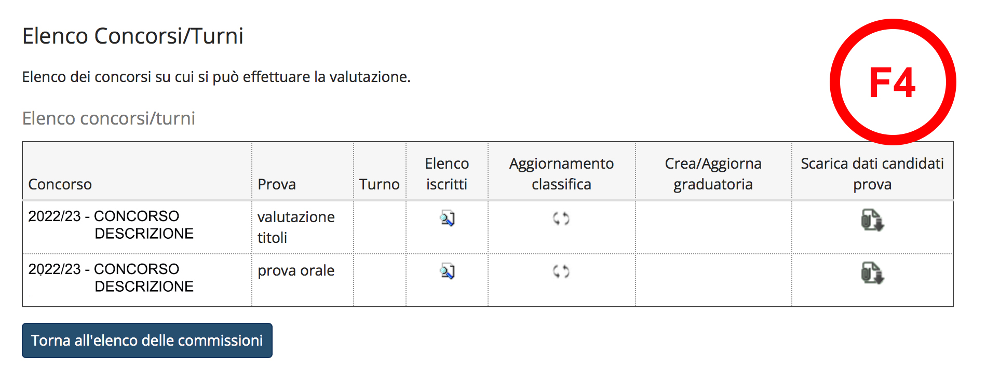 Elenco Concorsi/Turni
F4
Elenco dei concorsi su cui si può effettuare la valutazione.
Elenco concorsi/turni
Concorso
Prova
Turno
Elenco
iscritti
Aggiornamento
classifica
Crea/Aggiorna
graduatoria
Scarica dati candidati
prova
2022/23 - CONCORSO
DESCRIZIONE
valutazione
titoli
2022/23 - CONCORSO
DESCRIZIONE
prova orale
Torna all'elenco delle commissioni